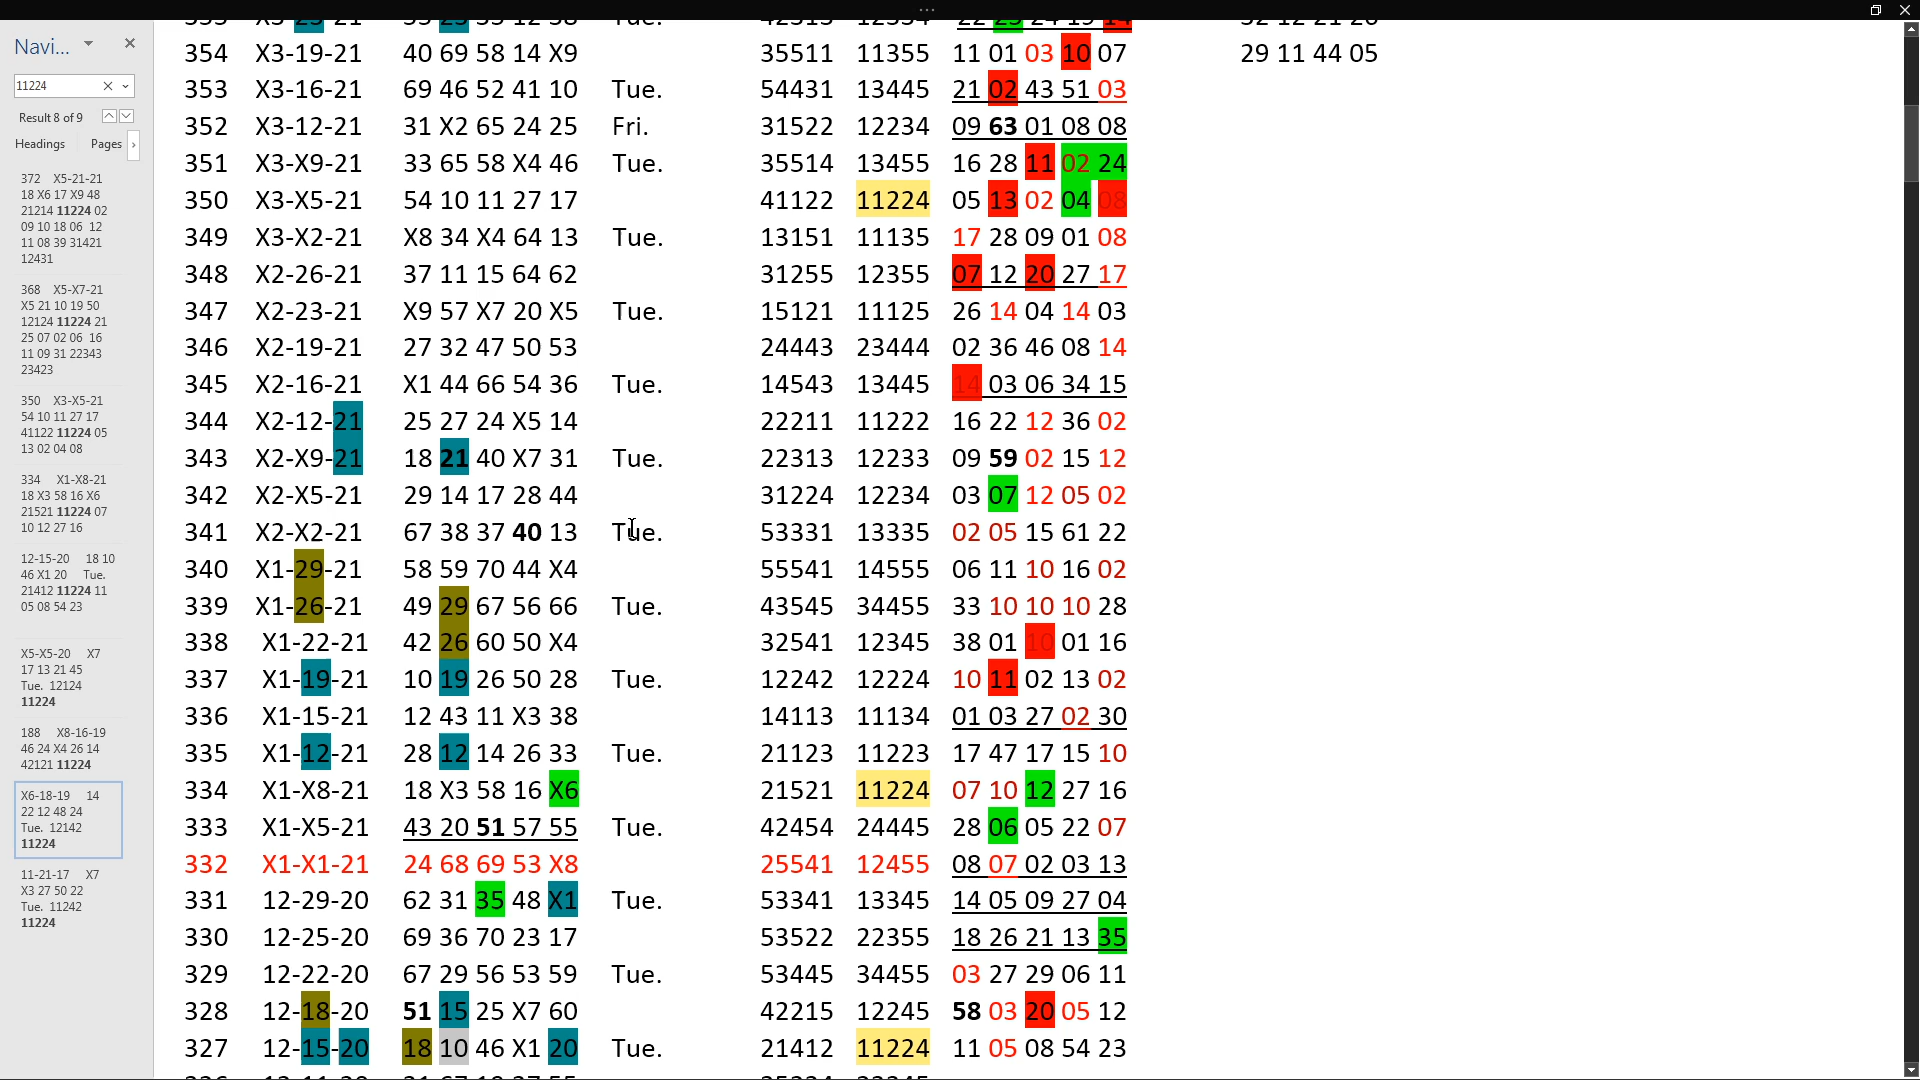 Navi...
11224
Result 8 of 9
Headings Pages
372 X5-21-21
18 X6 17 X9 48
21214 11224 02
09 10 18 06 12
11 08 39 31421
12431
368 X5-X7-21
X5 21 10 19 50
12124 11224 21
25 07 02 06 16
11 09 31 22343
23423
350 X3-X5-21
54 10 11 27 17
41122 11224 05
13 02 04 08
334 X1-X8-21
18 X3 58 16 X6
21521 11224 07
10 12 27 16
12-15-20 18 10
46 X1 20 Tue.
21412 11224 11
05 08 54 23
X5-X5-20 X7
17 13 21 45
Tue. 12124
11224
188 X8-16-19
46 24 X4 26 14
42121 11224
X6-18-19 14
22 12 48 24
Tue. 12142
11224
11-21-17 X7
X3 27 50 22
Tue. 11242
11224
354 X3-19-21 40 69 58 14 X9 35511 11355 11 01 03 10 07 29 11 44 05
353 X3-16-21 69 46 52 41 10 Tue. 54431 13445 21 02 43 51 03
352 X3-12-21 31 X2 65 24 25 Fri. 31522 12234 09 63 01 08 08
351 X3-X9-21 33 65 58 X4 46 Tue. 35514 13455 16 28 11 02 24
350 X3-X5-21 54 10 11 27 17 41122 11224 05 13 02 04 08
349 X3-X2-21 X8 34 X4 64 13 Tue. 13151 11135 17 28 09 01 08
348 X2-26-21 37 11 15 64 62 31255 12355 07 12 20 27 17
347 X2-23-21 X9 57 X7 20 X5 Tue. 15121 11125 26 14 04 14 03
346 X2-19-21 27 32 47 50 53 24443 23444 02 36 46 08 14
345 X2-16-21 X1 44 66 54 36 Tue. 14543 13445 14 03 06 34 15
344 X2-12-21 25 27 24 X5 14 22211 11222 16 22 12 36 02
343 X2-X9-21 18 21 40 X7 31 Tue. 22313 12233 09 59 02 15 12
342 X2-X5-21 29 14 17 28 44 31224 12234 03 07 12 05 02
341 X2-X2-21 67 38 37 40 13 Tue. 53331 13335 02 05 15 61 22
340 X1-29-21 58 59 70 44 X4 55541 14555 06 11 10 16 02
339 X1-26-21 49 29 67 56 66 Tue. 43545 34455 33 10 10 10 28
338 X1-22-21 42 26 60 50 X4 32541 12345 38 01 10 01 16
337 X1-19-21 10 19 26 50 28 Tue. 12242 12224 10 11 02 13 02
336 X1-15-21 12 43 11 X3 38 14113 11134 01 03 27 02 30
335 X1-12-21 28 12 14 26 33 Tue. 21123 11223 17 47 17 15 10
334 X1-X8-21 18 X3 58 16 X6 21521 11224 07 10 12 27 16
333 X1-X5-21 43 20 51 57 55 Tue. 42454 24445 28 06 05 22 07
332 X1-X1-21 24 68 69 53 X8 25541 12455 08 07 02 03 13
331 12-29-20 62 31 35 48 X1 Tue. 53341 13345 14 05 09 27 04
330 12-25-20 69 36 70 23 17 53522 22355 18 26 21 13 35
329 12-22-20 67 29 56 53 59 Tue. 53445 34455 03 27 29 06 11
328 12-18-20 51 15 25 X7 60 42215 12245 58 03 20 05 12
327 12-15-20 18 10 46 X1 20 Tue. 21412 11224 11 05 08 54 23